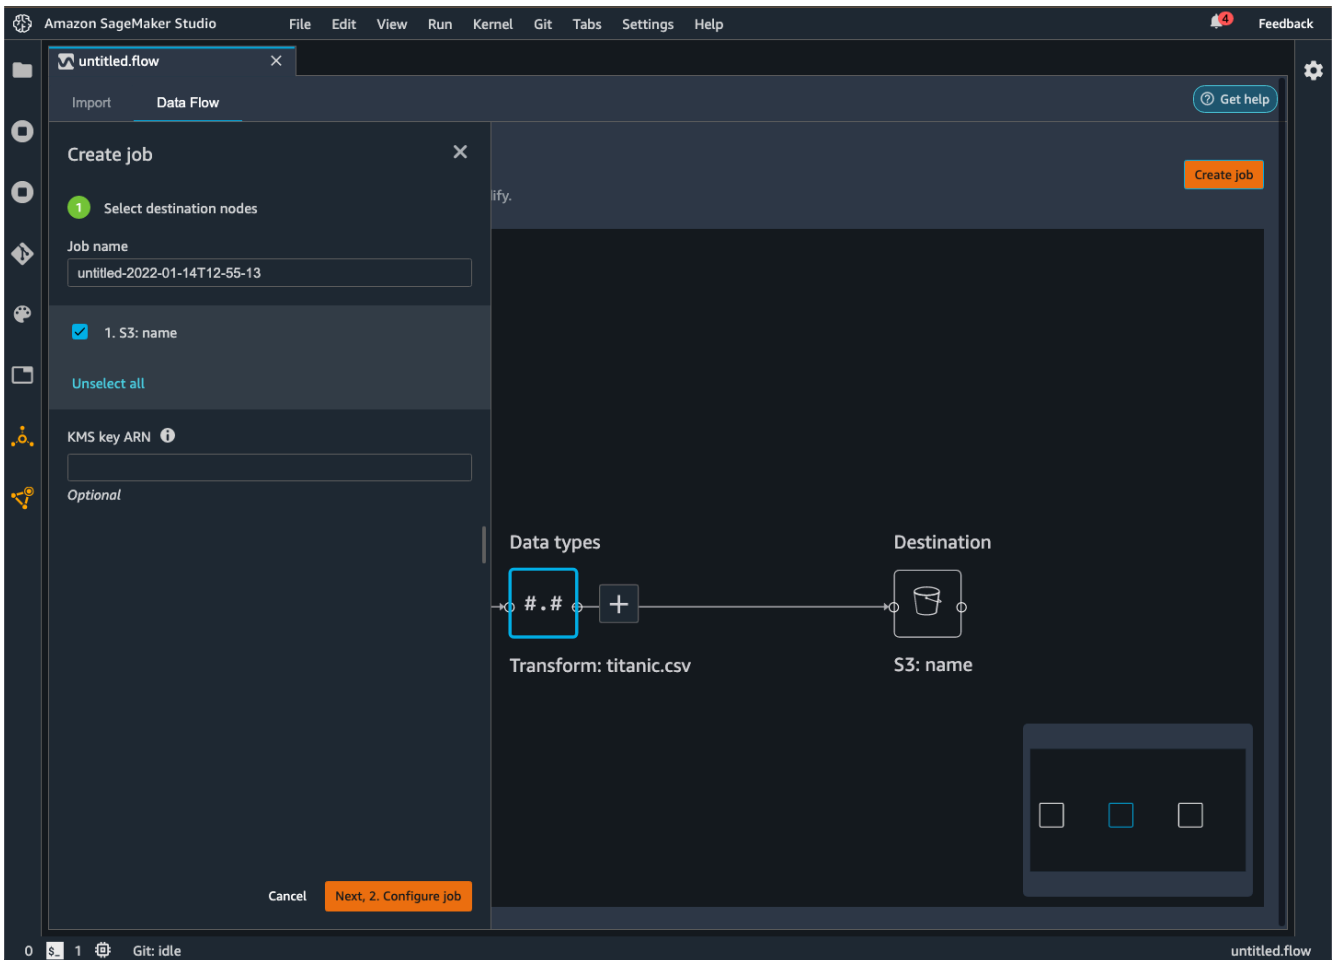 Amazon SageMaker Studio File Edit View Run Kernel Git Tabs Settings Help 4 Feedback
untitled.flow
Import Data Flow Get help
Create job
Create job
lify.
1 Select destination nodes
Job name
untitled-2022-01-14T12-55-13
1. S3: name
Unselect all
KMS key ARN
Optional
Data types Destination
#.#
Transform: titanic.csv S3: name
Cancel Next, 2. Configure job
0 $_ 1 Git: idle untitled.flow